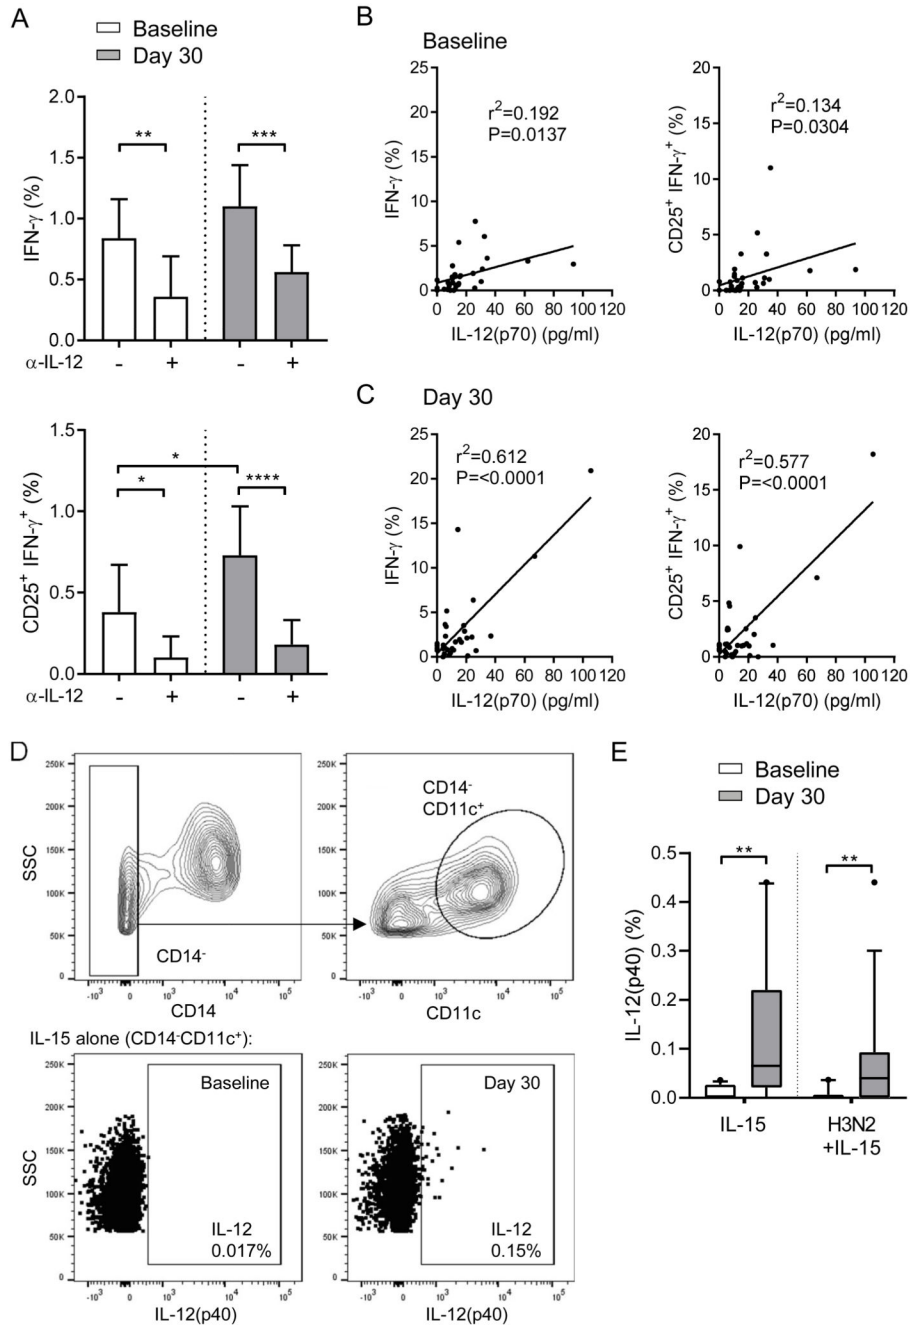 A
Baseline
Day 30
2.0
1.5
1.0
0.5
0.0
IFN-γ (%)
**
***
α-IL-12
-
+
-
+
1.5
1.0
0.5
0.0
CD25⁺ IFN-γ⁺ (%)
*
*
****
α-IL-12
-
+
-
+
B
Baseline
25
20
15
10
5
0
IFN-γ (%)
r²=0.192
P=0.0137
0 20 40 60 80 100 120
IL-12(p70) (pg/ml)
20
15
10
5
0
CD25⁺ IFN-γ⁺ (%)
r²=0.134
P=0.0304
0 20 40 60 80 100 120
IL-12(p70) (pg/ml)
C
Day 30
25
20
15
10
5
0
IFN-γ (%)
r²=0.612
P=<0.0001
0 20 40 60 80 100 120
IL-12(p70) (pg/ml)
20
15
10
5
0
CD25⁺ IFN-γ⁺ (%)
r²=0.577
P=<0.0001
0 20 40 60 80 100 120
IL-12(p70) (pg/ml)
D
250K
200K
150K
100K
50K
0
SSC
CD14⁻
-10³ 0 10⁴ 10⁵
CD14
250K
200K
150K
100K
50K
0
CD14⁻
CD11c⁺
-10³ 0 10³ 10⁴ 10⁵
CD11c
IL-15 alone (CD14⁻CD11c⁺):
250K
200K
150K
100K
50K
0
SSC
Baseline
IL-12
0.017%
-10³ 0 10³ 10⁴ 10⁵
IL-12(p40)
250K
200K
150K
100K
50K
0
Day 30
IL-12
0.15%
-10³ 0 10³ 10⁴ 10⁵
IL-12(p40)
E
Baseline
Day 30
0.5
0.4
0.3
0.2
0.1
0.0
IL-12(p40) (%)
**
**
IL-15
H3N2
+IL-15